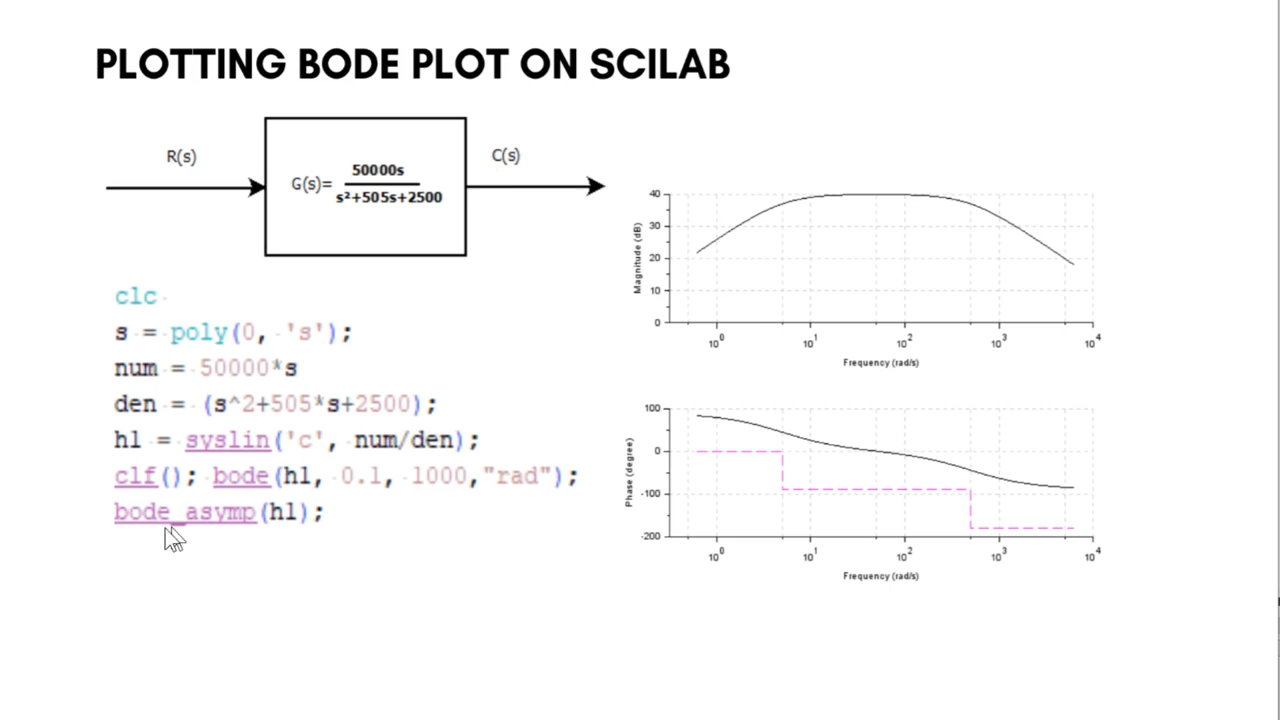 PLOTTING BODE PLOT ON SCILAB
R(s)
C(s)
G(s)=
50000s
s²+505s+2500
clc
s = poly(0, 's');
num = 50000*s
den = (s^2+505*s+2500);
hl = syslin('c', num/den);
clf(); bode(hl, 0.1, 1000,"rad");
bode_asymp(hl);
Magnitude (dB)
40
30
20
10
0
10⁰ 10¹ 10² 10³ 10⁴
Frequency (rad/s)
Phase (degree)
100
0
-100
-200
10⁰ 10¹ 10² 10³ 10⁴
Frequency (rad/s)